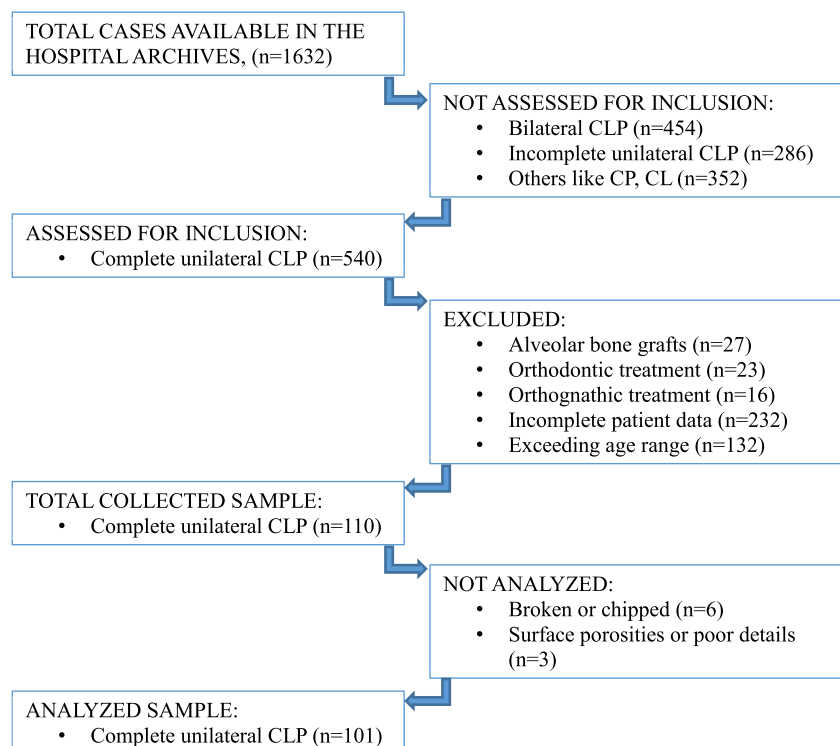 TOTAL CASES AVAILABLE IN THE
HOSPITAL ARCHIVES, (n=1632)
NOT ASSESSED FOR INCLUSION:
• Bilateral CLP (n=454)
• Incomplete unilateral CLP (n=286)
• Others like CP, CL (n=352)
ASSESSED FOR INCLUSION:
• Complete unilateral CLP (n=540)
EXCLUDED:
• Alveolar bone grafts (n=27)
• Orthodontic treatment (n=23)
• Orthognathic treatment (n=16)
• Incomplete patient data (n=232)
• Exceeding age range (n=132)
TOTAL COLLECTED SAMPLE:
• Complete unilateral CLP (n=110)
NOT ANALYZED:
• Broken or chipped (n=6)
• Surface porosities or poor details
(n=3)
ANALYZED SAMPLE:
• Complete unilateral CLP (n=101)